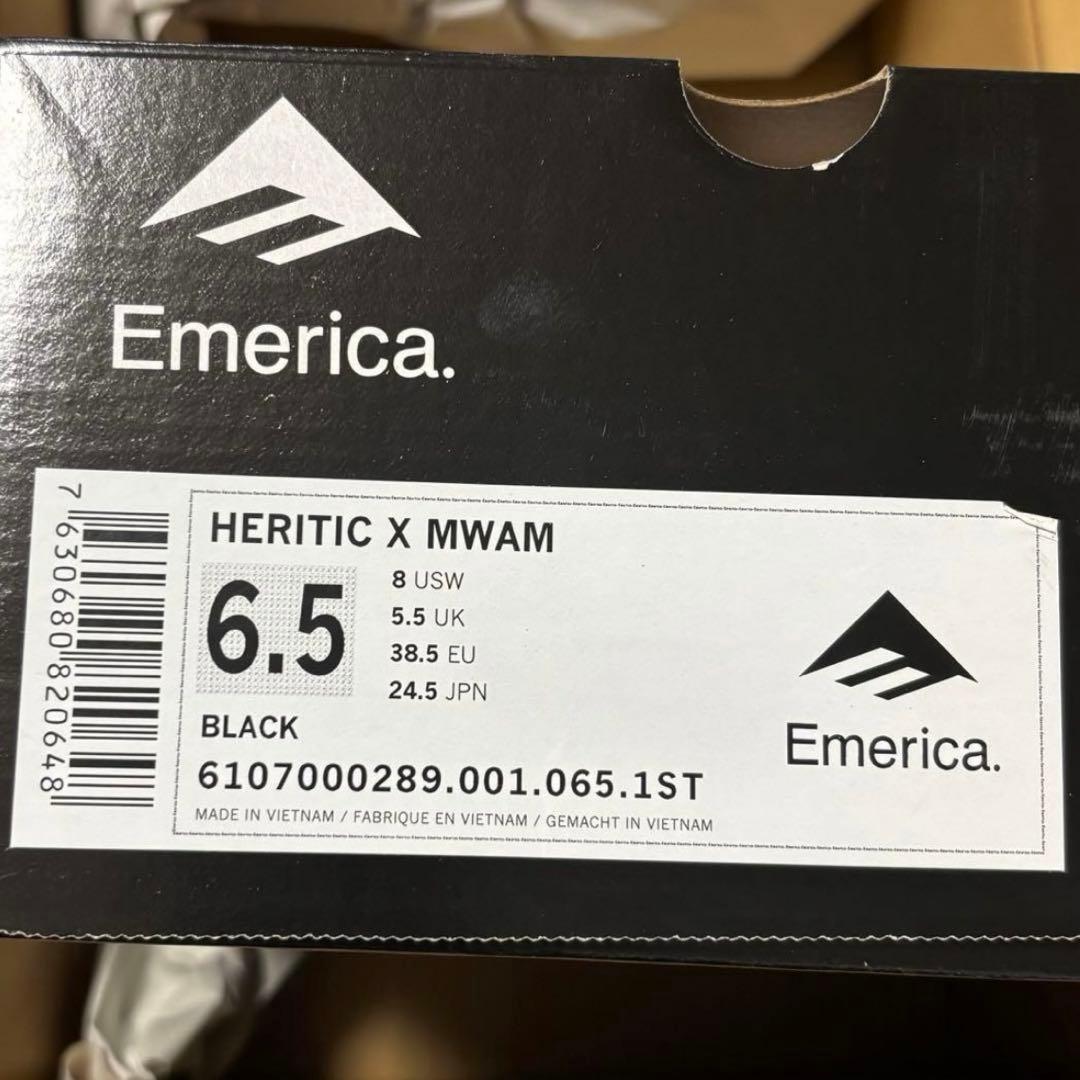 Emerica.
7 630680 820648
HERITIC X MWAM
6.5
8 USW
5.5 UK
38.5 EU
24.5 JPN
BLACK
6107000289.001.065.1ST
MADE IN VIETNAM / FABRIQUE EN VIETNAM / GEMACHT IN VIETNAM
Emerica.